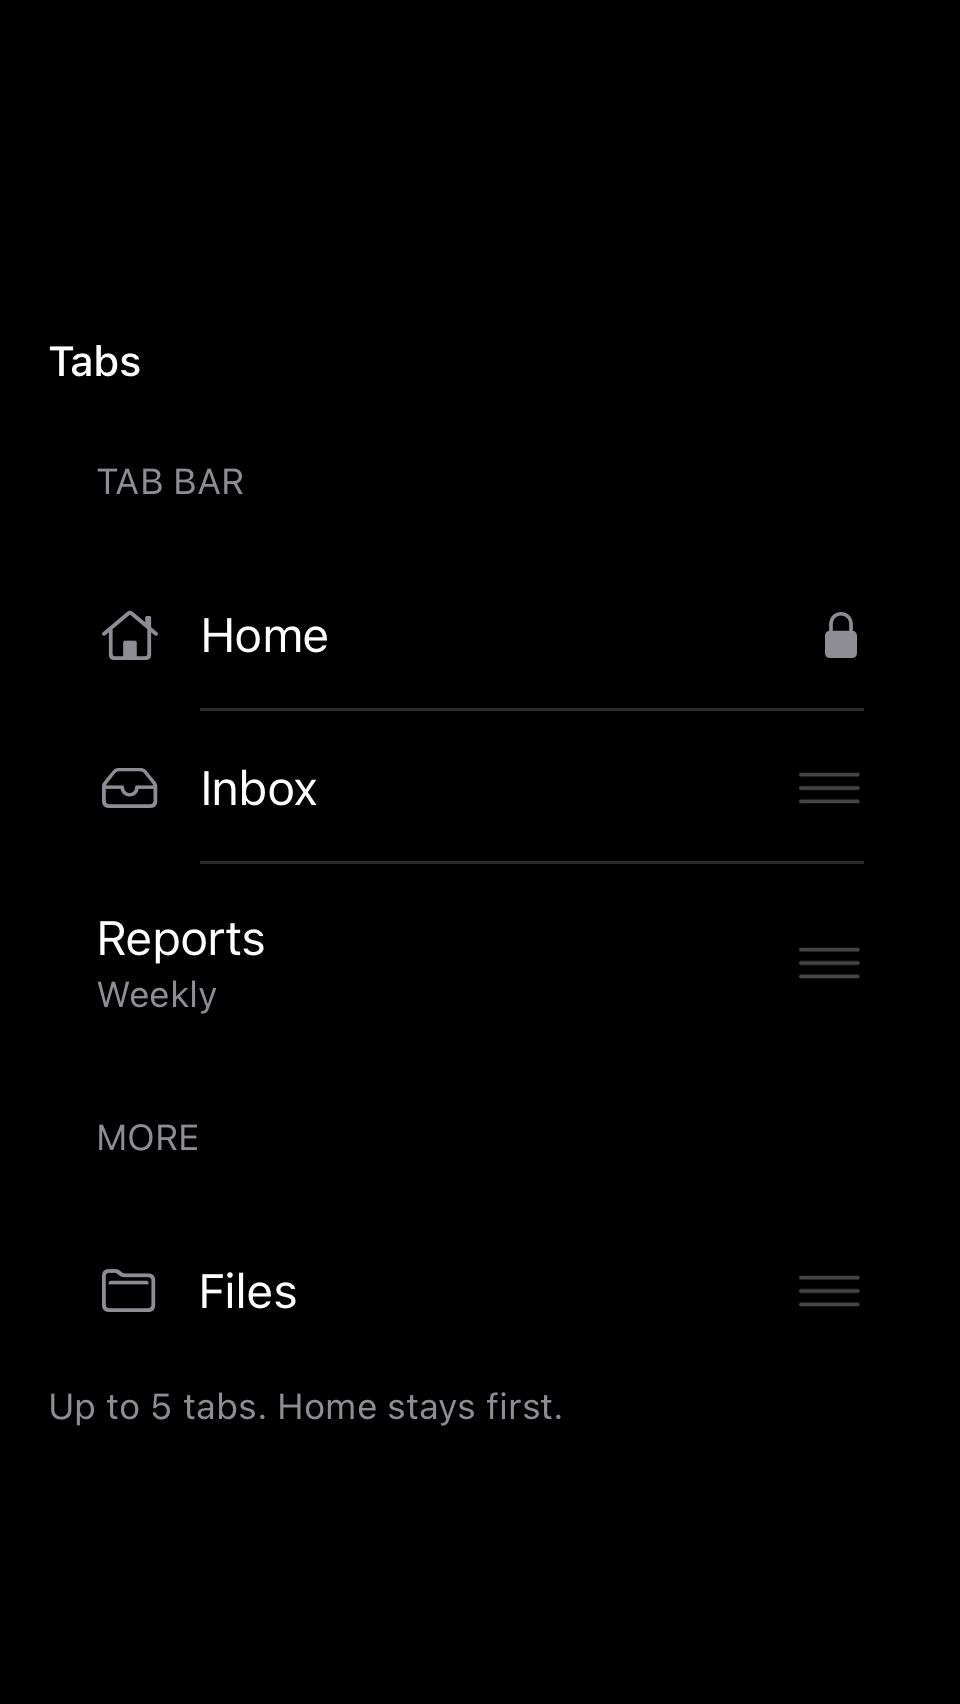 Tabs
TAB BAR
Home
Inbox
Reports
Weekly
MORE
Files
Up to 5 tabs. Home stays first.